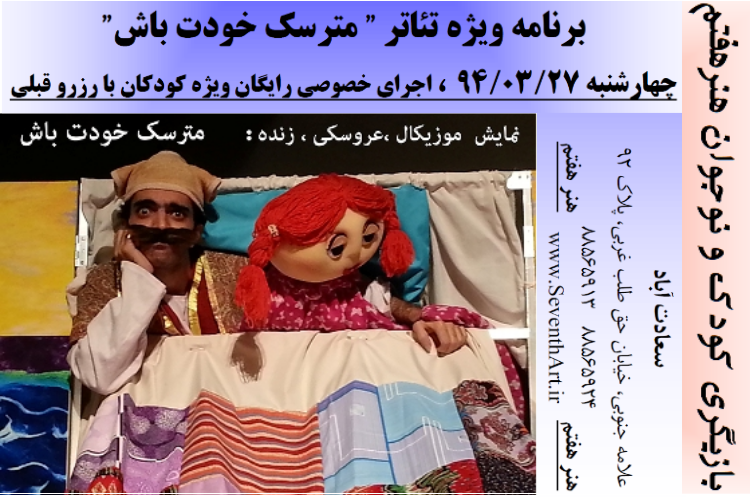 برنامه ویژه تئاتر " مترسک خودت باش"
چهارشنبه ۹۴/۰۳/۲۷ ، اجرای خصوصی رایگان ویژه کودکان با رزرو قبلی
نمایش موزیکال ،عروسکی ، زنده : مترسک خودت باش
بازیگری کودک و نوجوان هنرهفتم
سعادت آباد
علامه جنوبی، خیابان حق طلب غربی، پلاک ۹۲
۸۸۵۶۵۹۱۳ ۸۸۵۶۵۹۲۴
هنر هفتم www.SeventhArt.ir هنر هفتم